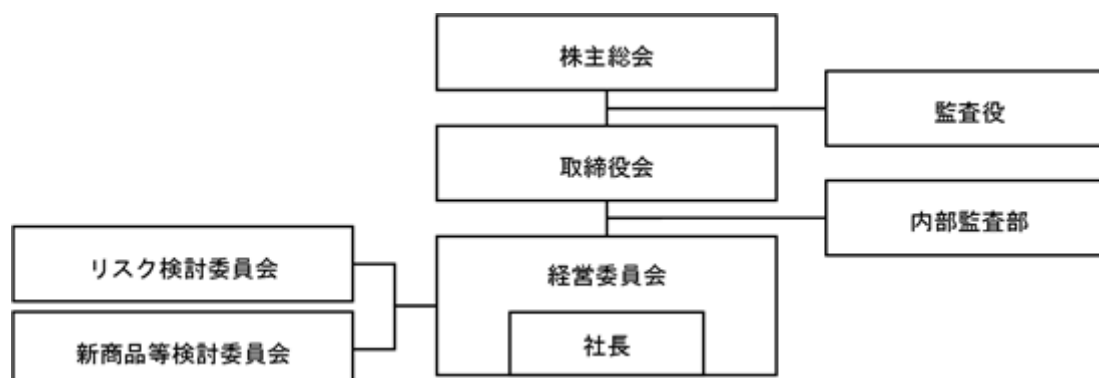 株主総会
監査役
取締役会
内部監査部
リスク検討委員会
経営委員会
新商品等検討委員会
社長